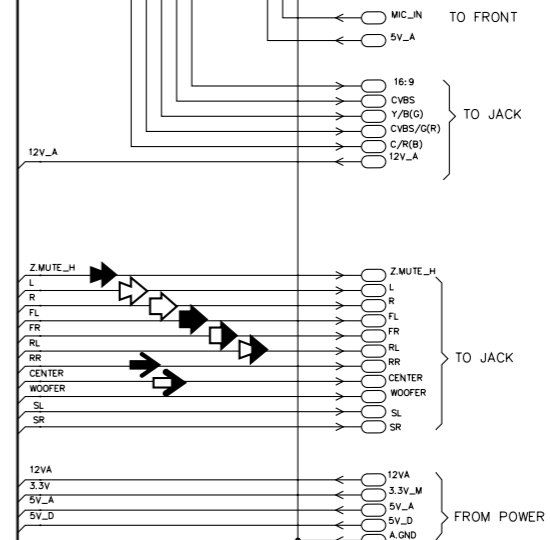 MIC_IN TO FRONT
5V_A
16:9
CVBS
Y/B(G) TO JACK
CVBS/G(R)
C/R(B)
12V_A 12V_A
Z.MUTE_H Z.MUTE_H
L L
R R
FL FL
FR FR
RL RL TO JACK
RR RR
CENTER CENTER
WOOFER WOOFER
SL SL
SR SR
12VA 12VA
3.3V 3.3V_M
5V_A 5V_A
5V_D 5V_D FROM POWER
A.GND